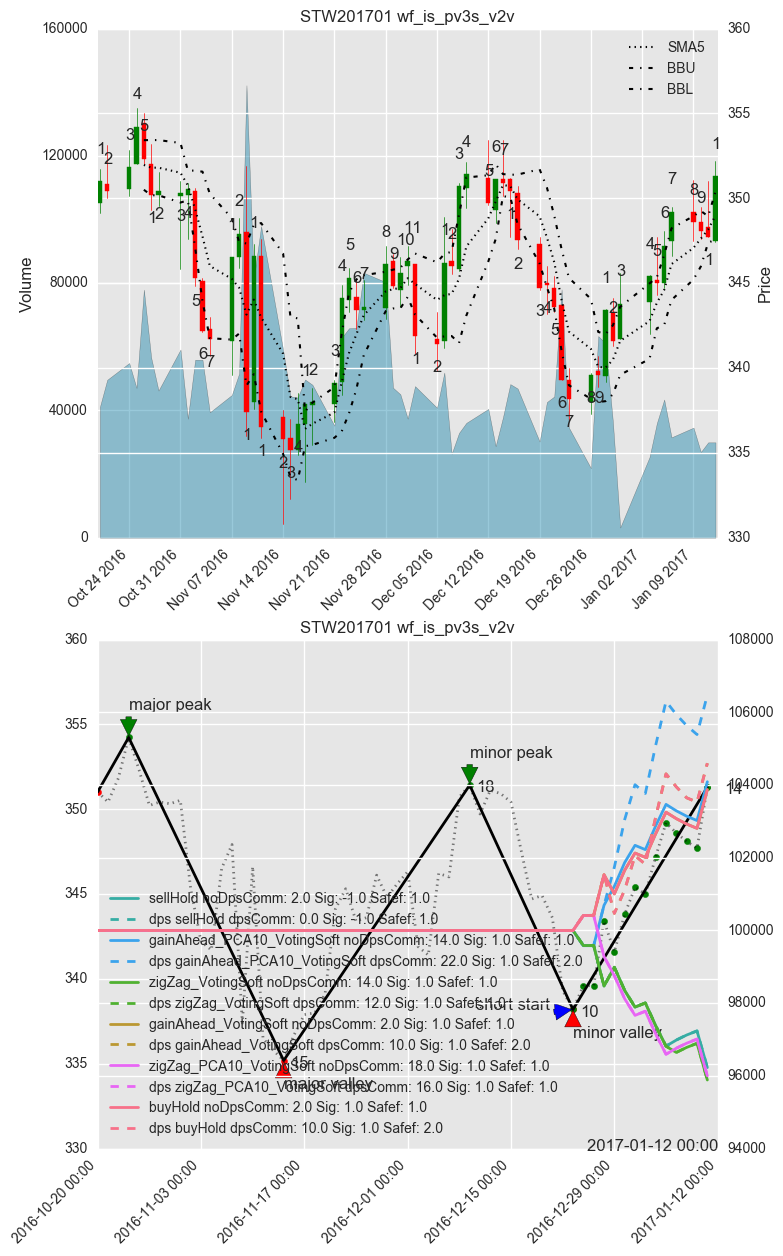 STW201701 wf_is_pv3s_v2v
160000
120000
80000
40000
0
Volume
360
355
350
345
340
335
330
Price
SMA5
BBU
BBL
Oct 24 2016
Oct 31 2016
Nov 07 2016
Nov 14 2016
Nov 21 2016
Nov 28 2016
Dec 05 2016
Dec 12 2016
Dec 19 2016
Dec 26 2016
Jan 02 2017
Jan 09 2017
STW201701 wf_is_pv3s_v2v
360
355
350
345
340
335
330
108000
106000
104000
102000
100000
98000
96000
94000
major peak
minor peak
18
14
short start
10
minor valley
15
major valley
sellHold noDpsComm: 2.0 Sig: -1.0 Safef: 1.0
dps sellHold dpsComm: 0.0 Sig: -1.0 Safef: 1.0
gainAhead_PCA10_VotingSoft noDpsComm: 14.0 Sig: 1.0 Safef: 1.0
dps gainAhead_PCA10_VotingSoft dpsComm: 22.0 Sig: 1.0 Safef: 2.0
zigZag_VotingSoft noDpsComm: 14.0 Sig: 1.0 Safef: 1.0
dps zigZag_VotingSoft dpsComm: 12.0 Sig: 1.0 Safef: 1.0
gainAhead_VotingSoft noDpsComm: 2.0 Sig: 1.0 Safef: 1.0
dps gainAhead_VotingSoft dpsComm: 10.0 Sig: 1.0 Safef: 2.0
zigZag_PCA10_VotingSoft noDpsComm: 18.0 Sig: 1.0 Safef: 1.0
dps zigZag_PCA10_VotingSoft dpsComm: 16.0 Sig: 1.0 Safef: 1.0
buyHold noDpsComm: 2.0 Sig: 1.0 Safef: 1.0
dps buyHold dpsComm: 10.0 Sig: 1.0 Safef: 2.0
2017-01-12 00:00
2016-10-20 00:00
2016-11-03 00:00
2016-11-17 00:00
2016-12-01 00:00
2016-12-15 00:00
2016-12-29 00:00
2017-01-12 00:00